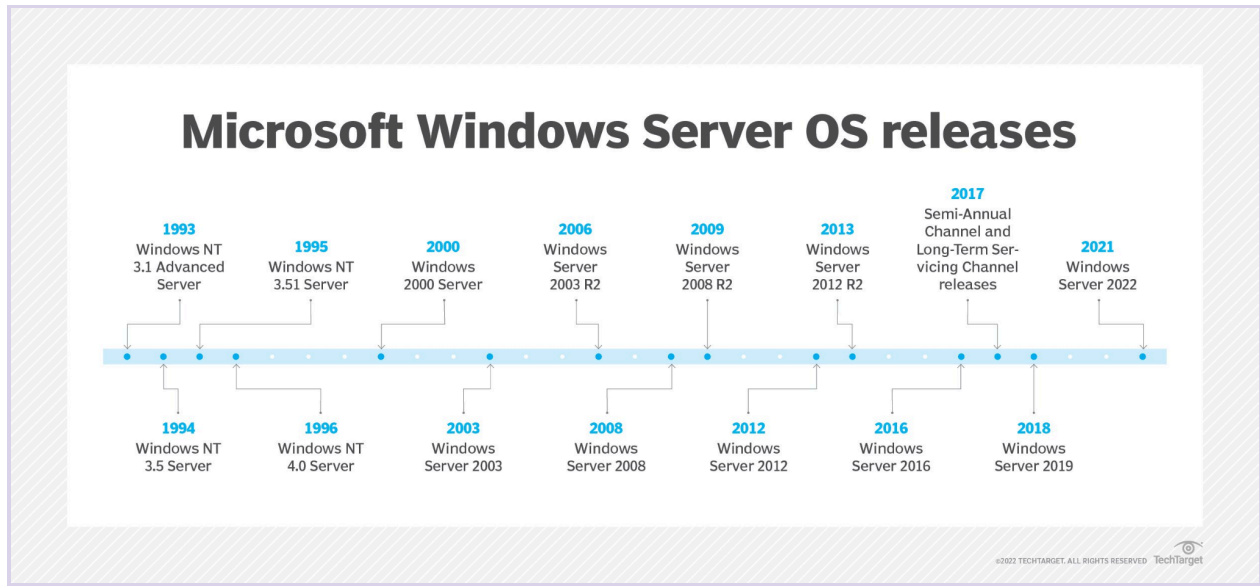 Microsoft Windows Server OS releases
1993
Windows NT
3.1 Advanced
Server
1995
Windows NT
3.51 Server
2000
Windows
2000 Server
2006
Windows
Server
2003 R2
2009
Windows
Server
2008 R2
2013
Windows
Server
2012 R2
2017
Semi-Annual
Channel and
Long-Term Ser-
vicing Channel
releases
2021
Windows
Server 2022
1994
Windows NT
3.5 Server
1996
Windows NT
4.0 Server
2003
Windows
Server 2003
2008
Windows
Server 2008
2012
Windows
Server 2012
2016
Windows
Server 2016
2018
Windows
Server 2019
©2022 TECHTARGET. ALL RIGHTS RESERVED TechTarget